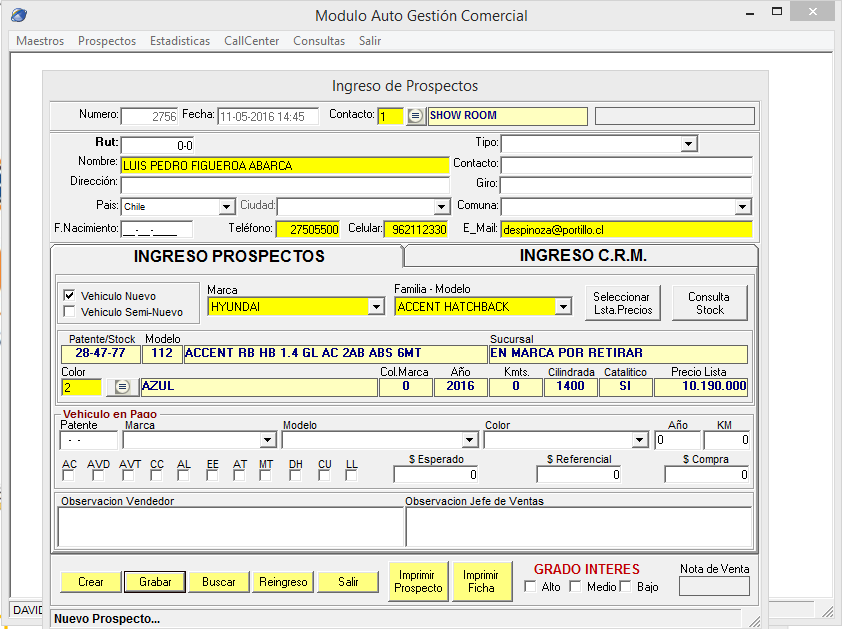 Modulo Auto Gestión Comercial
Maestros Prospectos Estadisticas CallCenter Consultas Salir
Ingreso de Prospectos
Numero: 2756 Fecha: 11-05-2016 14:45 Contacto: 1 SHOW ROOM
Rut: 0-0 Tipo:
Nombre: LUIS PEDRO FIGUEROA ABARCA Contacto:
Dirección: Giro:
Pais: Chile Ciudad: Comuna:
F.Nacimiento: __-__-____ Teléfono: 27505500 Celular: 962112330 E_Mail: despinoza@portillo.cl
INGRESO PROSPECTOS INGRESO C.R.M.
Vehiculo Nuevo
Vehiculo Semi-Nuevo
Marca
HYUNDAI
Familia - Modelo
ACCENT HATCHBACK
Seleccionar
Lsta.Precios
Consulta
Stock
Patente/Stock Modelo Sucursal
28-47-77 112 ACCENT RB HB 1.4 GL AC 2AB ABS 6MT EN MARCA POR RETIRAR
Color Col.Marca Año Kmts. Cilindrada Catalitico Precio Lista
2 AZUL 0 2016 0 1400 SI 10.190.000
Vehiculo en Pago
Patente Marca Modelo Color Año KM
- - 0 0
AC AVD AVT CC AL EE AT MT DH CU LL $ Esperado $ Referencial $ Compra
0 0 0
Observacion Vendedor Observacion Jefe de Ventas
Crear Grabar Buscar Reingreso Salir
Imprimir
Prospecto
Imprimir
Ficha
GRADO INTERES
Alto Medio Bajo
Nota de Venta
DAVID
Nuevo Prospecto...